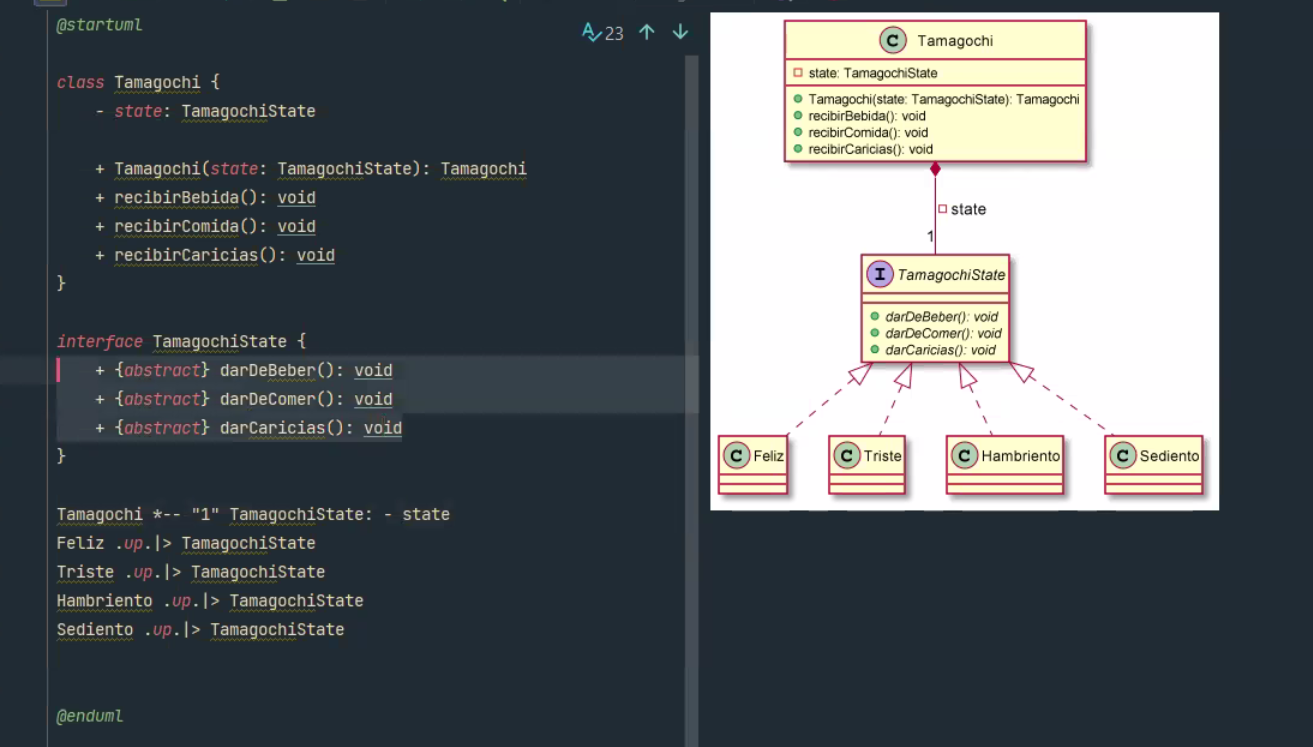 @startuml
23
class Tamagochi {
- state: TamagochiState
+ Tamagochi(state: TamagochiState): Tamagochi
+ recibirBebida(): void
+ recibirComida(): void
+ recibirCaricias(): void
}
interface TamagochiState {
+ {abstract} darDeBeber(): void
+ {abstract} darDeComer(): void
+ {abstract} darCaricias(): void
}
Tamagochi *-- "1" TamagochiState: - state
Feliz .up.|> TamagochiState
Triste .up.|> TamagochiState
Hambriento .up.|> TamagochiState
Sediento .up.|> TamagochiState
@enduml
C Tamagochi
state: TamagochiState
Tamagochi(state: TamagochiState): Tamagochi
recibirBebida(): void
recibirComida(): void
recibirCaricias(): void
state
1
I TamagochiState
darDeBeber(): void
darDeComer(): void
darCaricias(): void
C Feliz
C Triste
C Hambriento
C Sediento